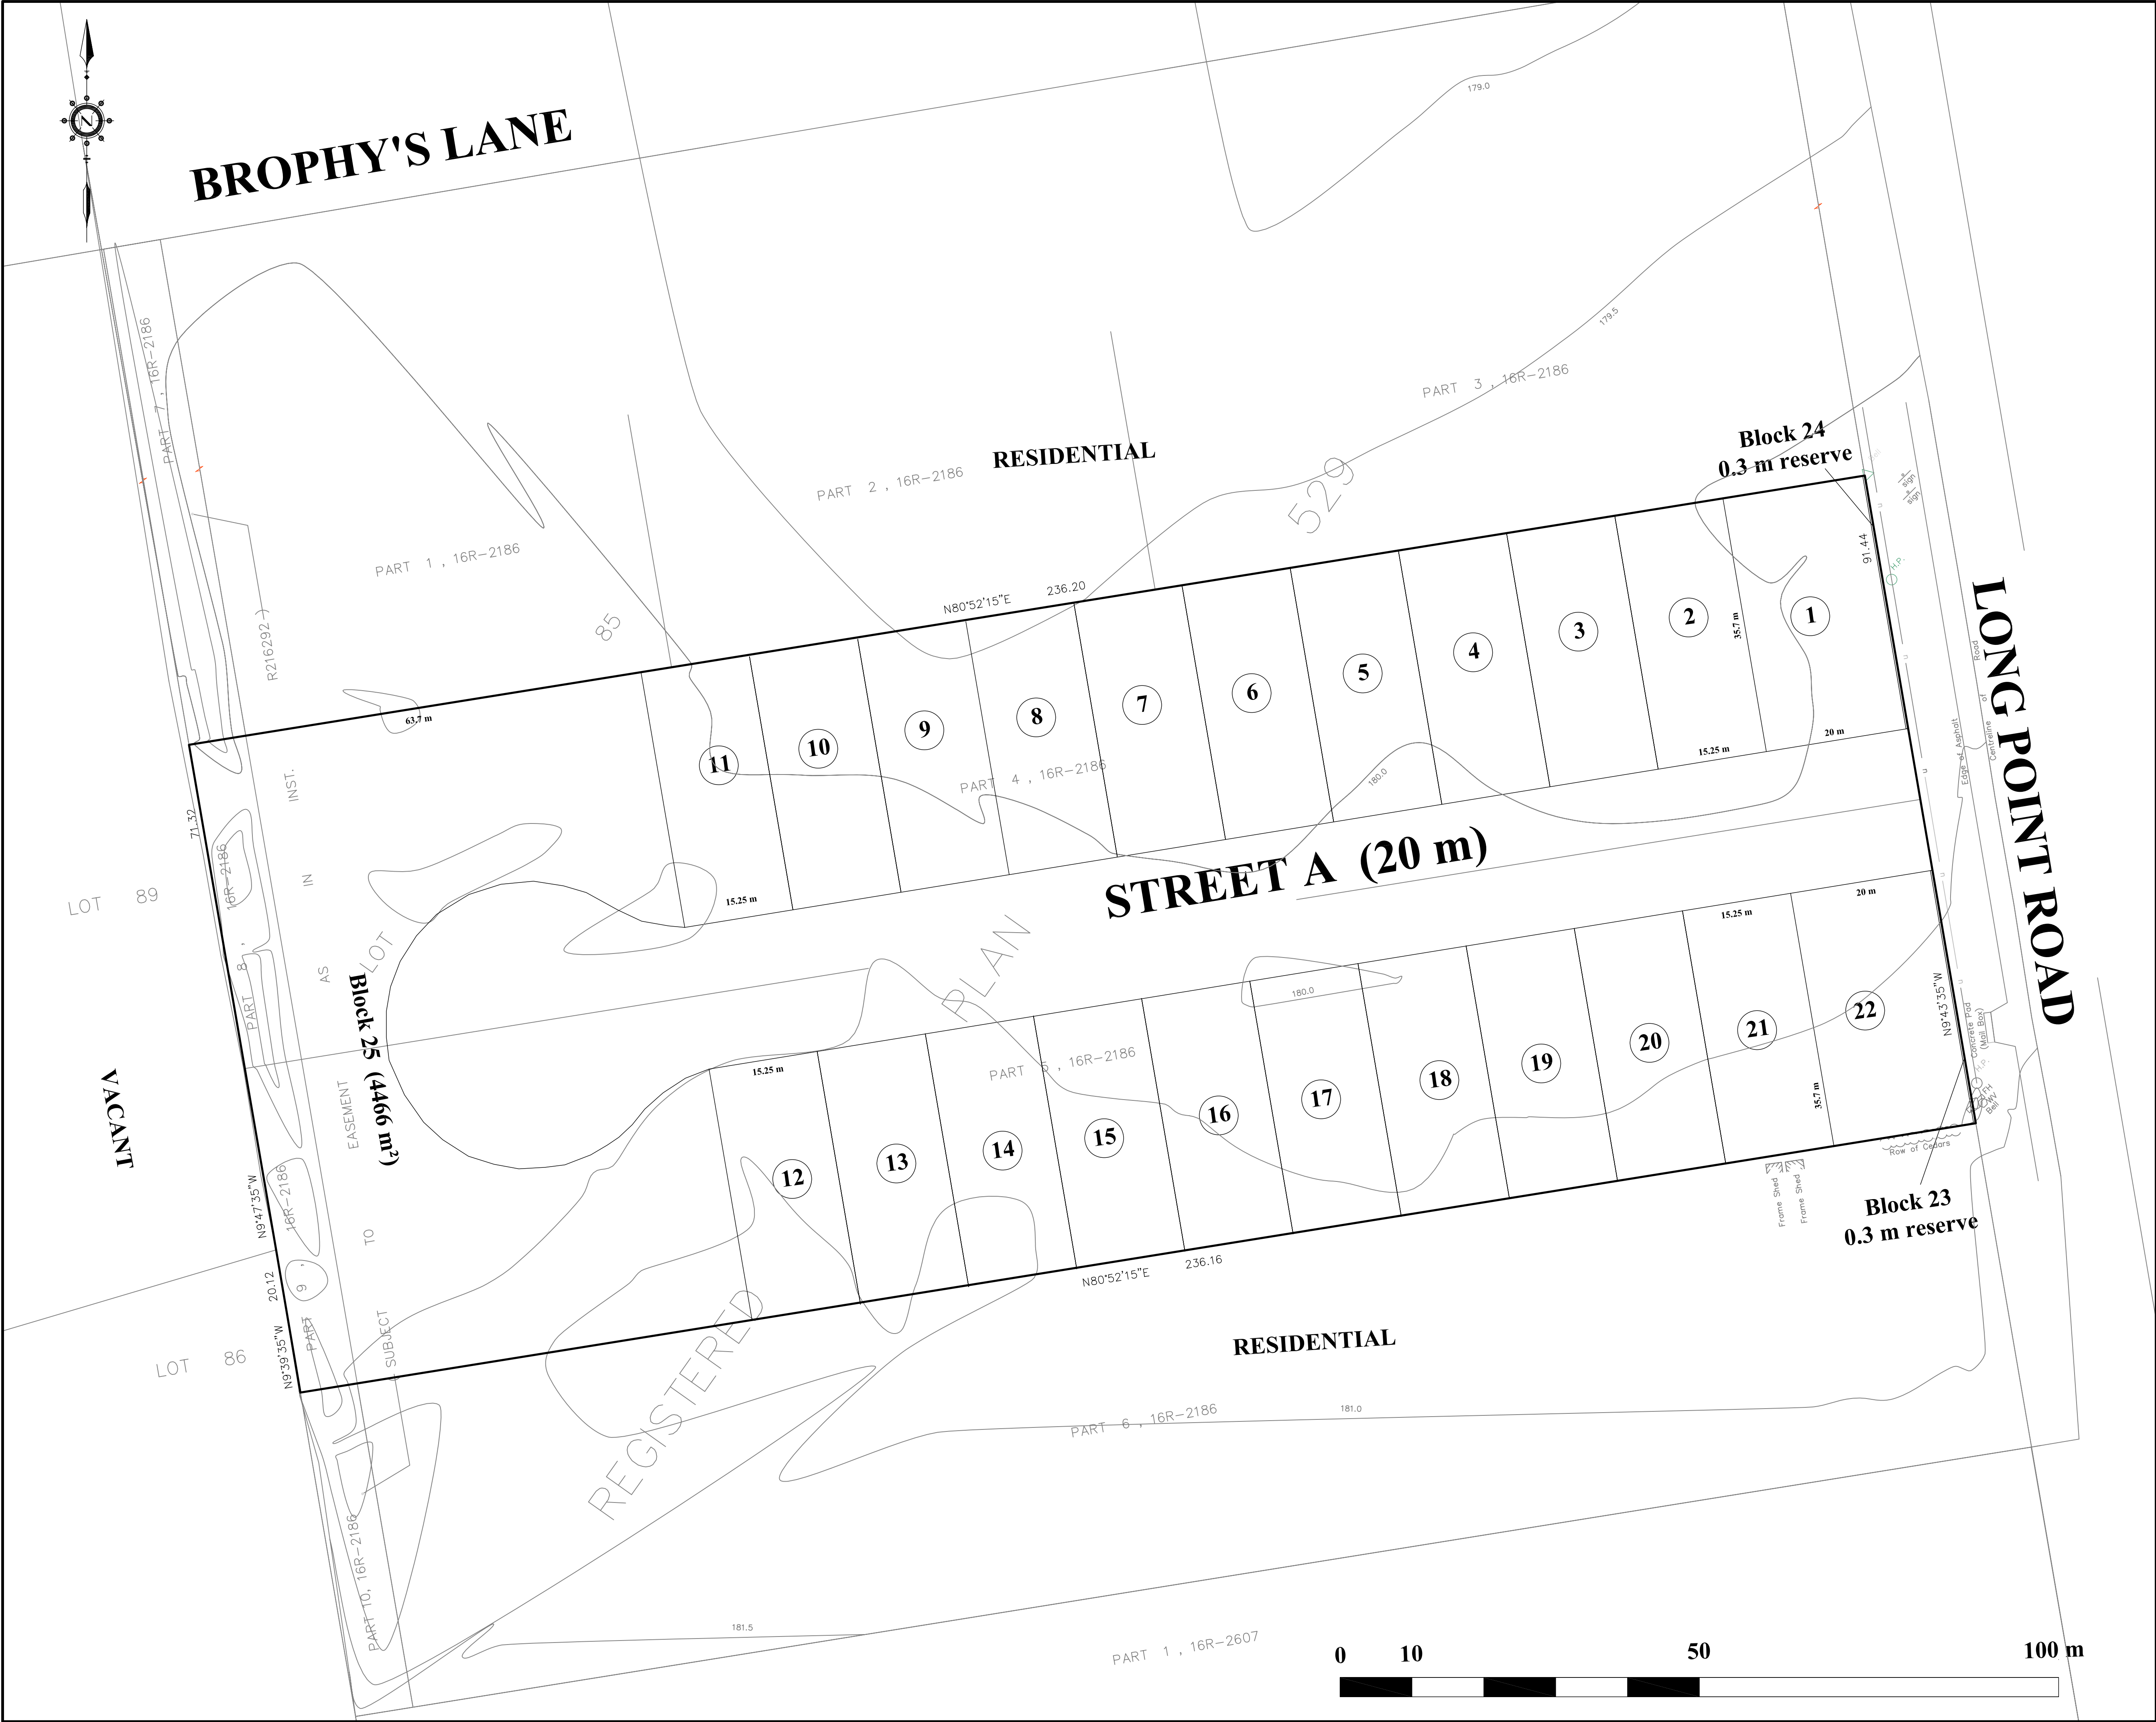 N
BROPHY'S LANE
179.0
179.5
PART 7 , 16R-2186
PART 3 , 16R-2186
Block 24
0.3 m reserve
RESIDENTIAL
PART 2 , 16R-2186
529
sign
sign
PART 1 , 16R-2186
H.P.
91.44
N80°52'15"E 236.20
R216292
85
1
2
3
4
5
6
7
8
9
10
11
35.7 m
63.7 m
20 m
15.25 m
LONG POINT ROAD
Centreline of Road
Edge of Asphalt
INST.
IN
AS
71.32
PART 4 , 16R-2186
180.0
STREET A (20 m)
15.25 m
20 m
15.25 m
LOT 89
PART 8 , 16R-2186
LOT
PLAN
Block 25 (4466 m²)
180.0
N9°43'35"W
Concrete Pad
(Mail Box)
H.P.
FH
WV
Bell
PART 5 , 16R-2186
15.25 m
VACANT
EASEMENT
12
13
14
15
16
17
18
19
20
21
22
35.7 m
Row of Cedars
Frame Shed
Frame Shed
Block 23
0.3 m reserve
N9°47'35"W
PART 9 , 16R-2186
TO
SUBJECT
20.12
N80°52'15"E 236.16
REGISTERED
RESIDENTIAL
LOT 86
N9°39'35"W
PART 6 , 16R-2186
181.0
PART 10, 16R-2186
181.5
PART 1 , 16R-2607
0 10 50 100 m